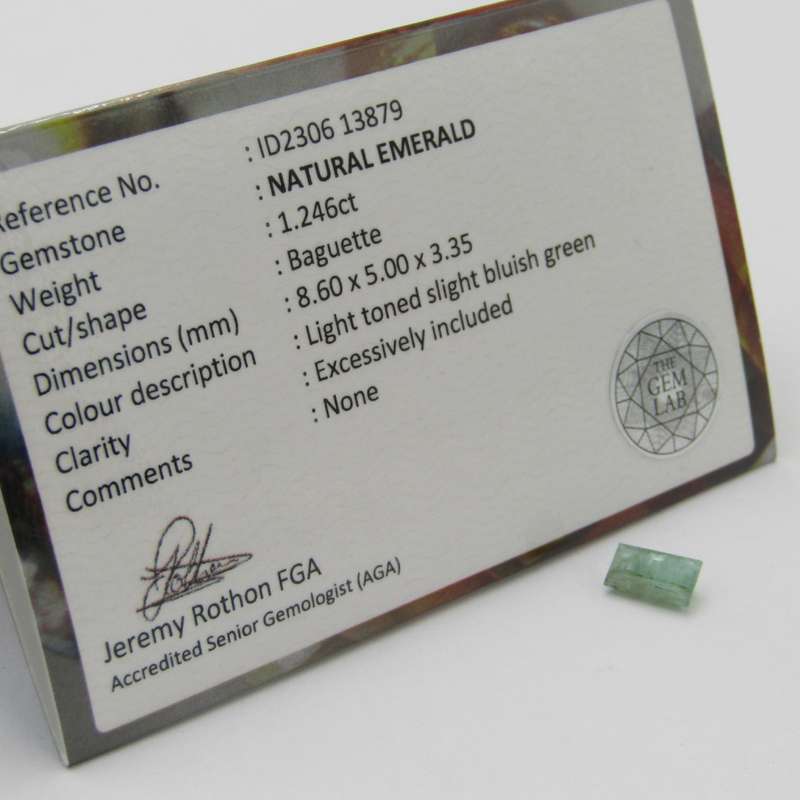 Reference No. : ID2306 13879
Gemstone : NATURAL EMERALD
Weight : 1.246ct
Cut/shape : Baguette
Dimensions (mm) : 8.60 x 5.00 x 3.35
Colour description : Light toned slight bluish green
Clarity : Excessively included
Comments : None
THE
GEM
LAB
Jeremy Rothon FGA
Accredited Senior Gemologist (AGA)